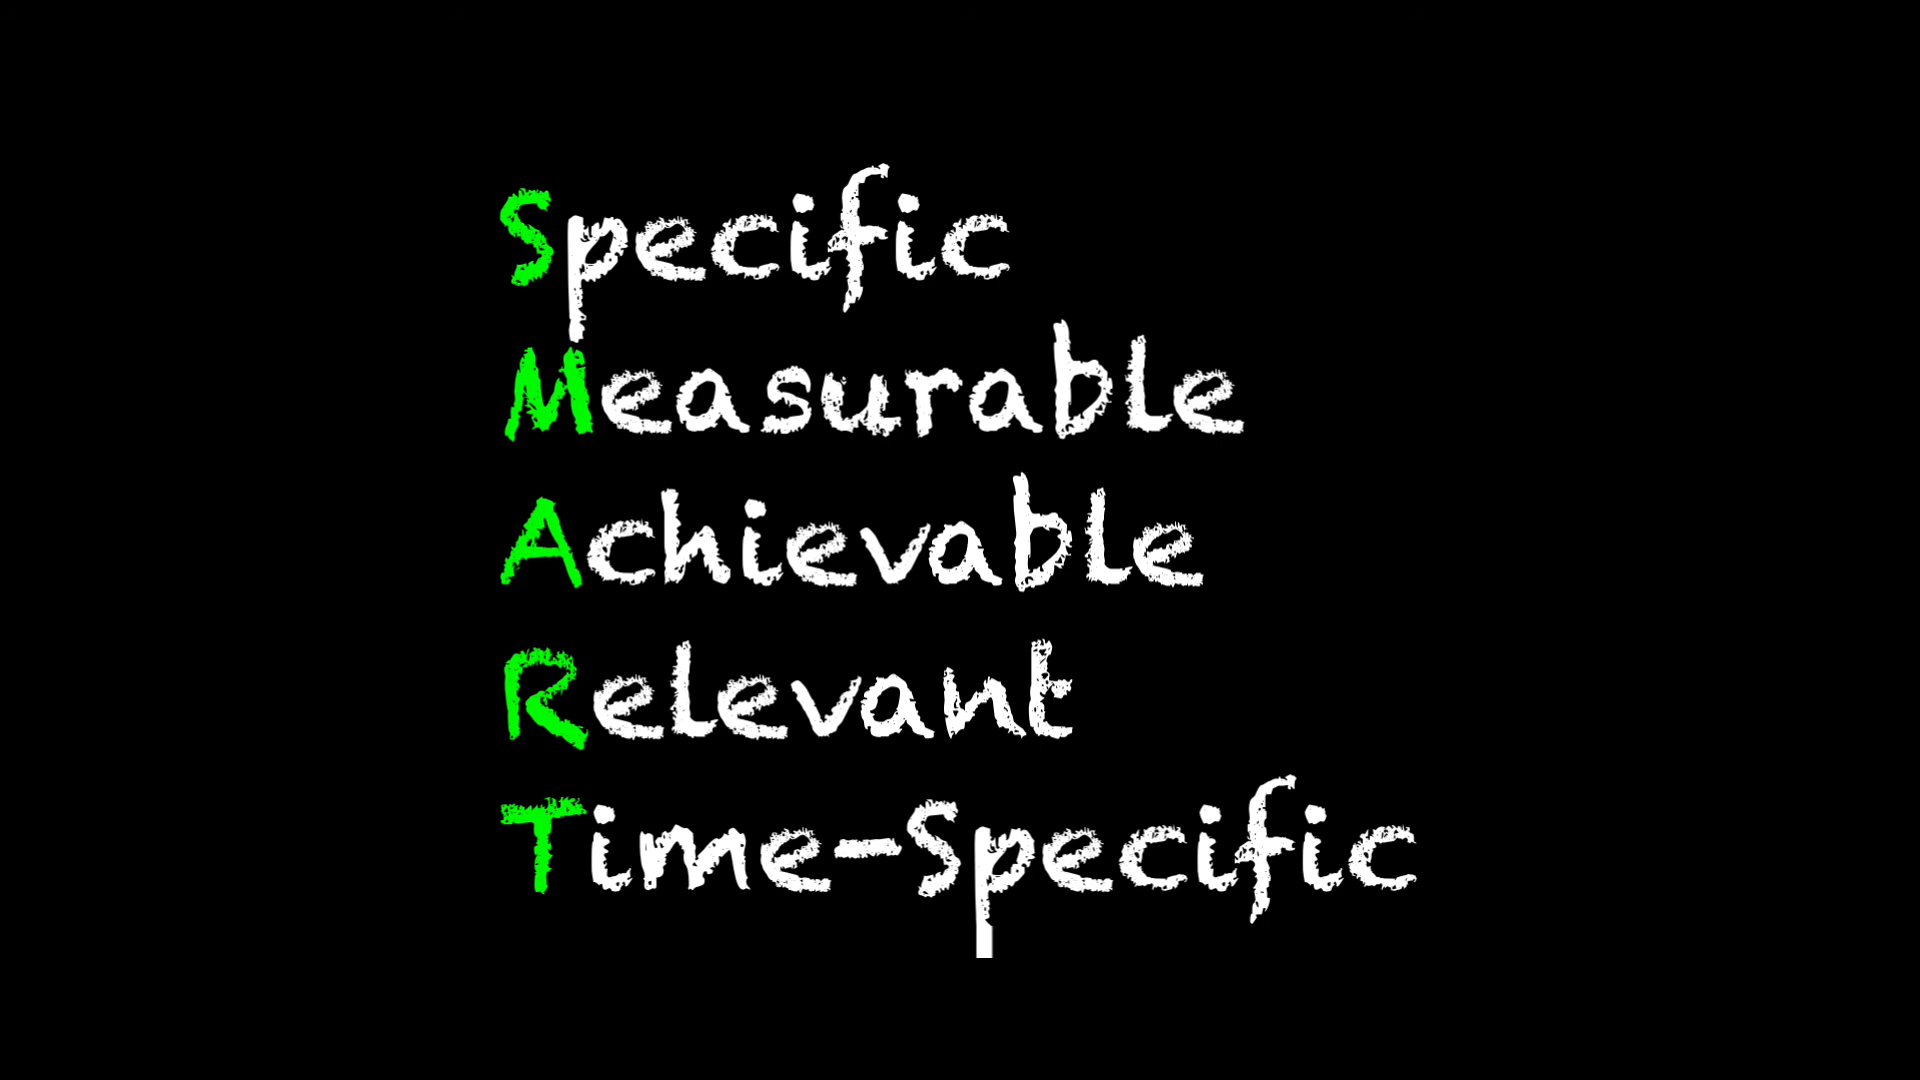 Specific
Measurable
Achievable
Relevant
Time-Specific